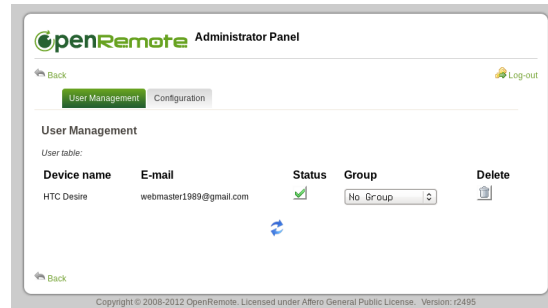 OpenRemote Administrator Panel
Back Log-out
User Management Configuration
User Management
User table:
Device name E-mail Status Group Delete
HTC Desire webmaster1989@gmail.com No Group
Back
Copyright © 2008-2012 OpenRemote. Licensed under Affero General Public License. Version: r2495